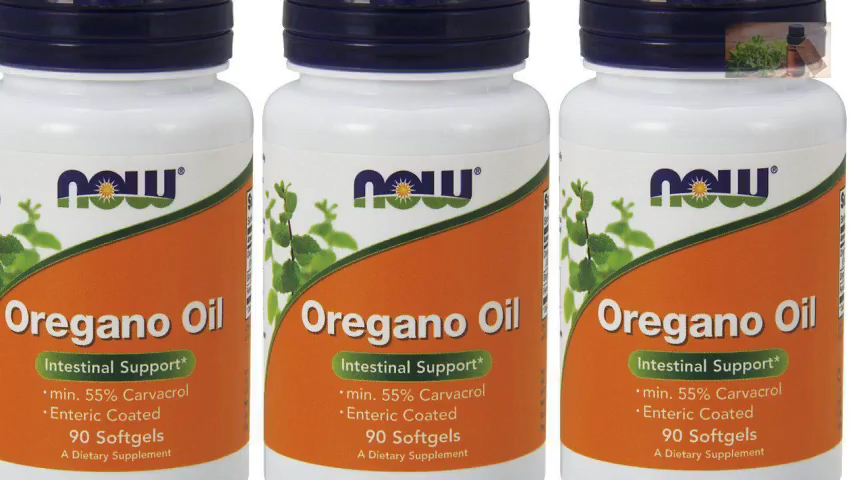 NOW®
Oregano Oil
Intestinal Support*
• min. 55% Carvacrol
• Enteric Coated
90 Softgels
A Dietary Supplement
NOW®
Oregano Oil
Intestinal Support*
• min. 55% Carvacrol
• Enteric Coated
90 Softgels
A Dietary Supplement
NOW®
Oregano Oil
Intestinal Support*
• min. 55% Carvacrol
• Enteric Coated
90 Softgels
A Dietary Supplement